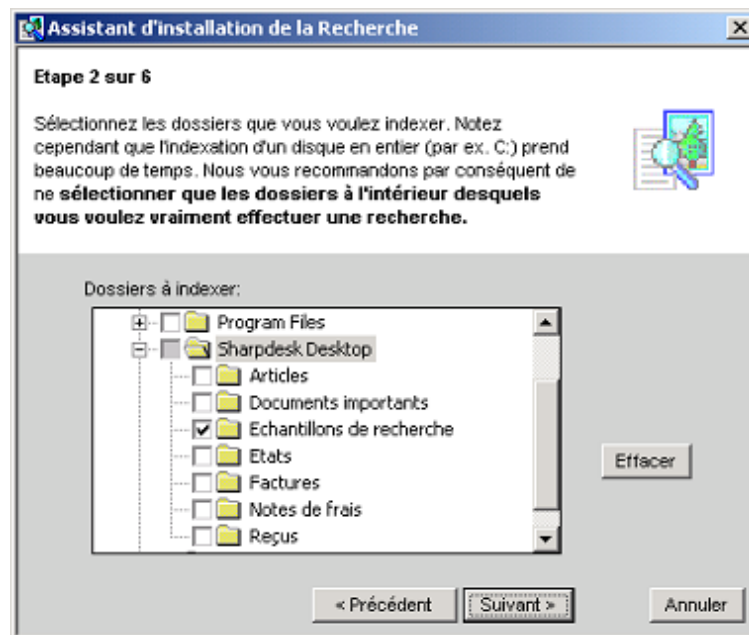 Assistant d'installation de la Recherche
Etape 2 sur 6
Sélectionnez les dossiers que vous voulez indexer. Notez
cependant que l'indexation d'un disque en entier (par ex. C:) prend
beaucoup de temps. Nous vous recommandons par conséquent de
ne sélectionner que les dossiers à l'intérieur desquels
vous voulez vraiment effectuer une recherche.
Dossiers à indexer:
Program Files
Sharpdesk Desktop
Articles
Documents importants
Echantillons de recherche
Etats
Factures
Notes de frais
Reçus
Effacer
« Précédent
Suivant »
Annuler